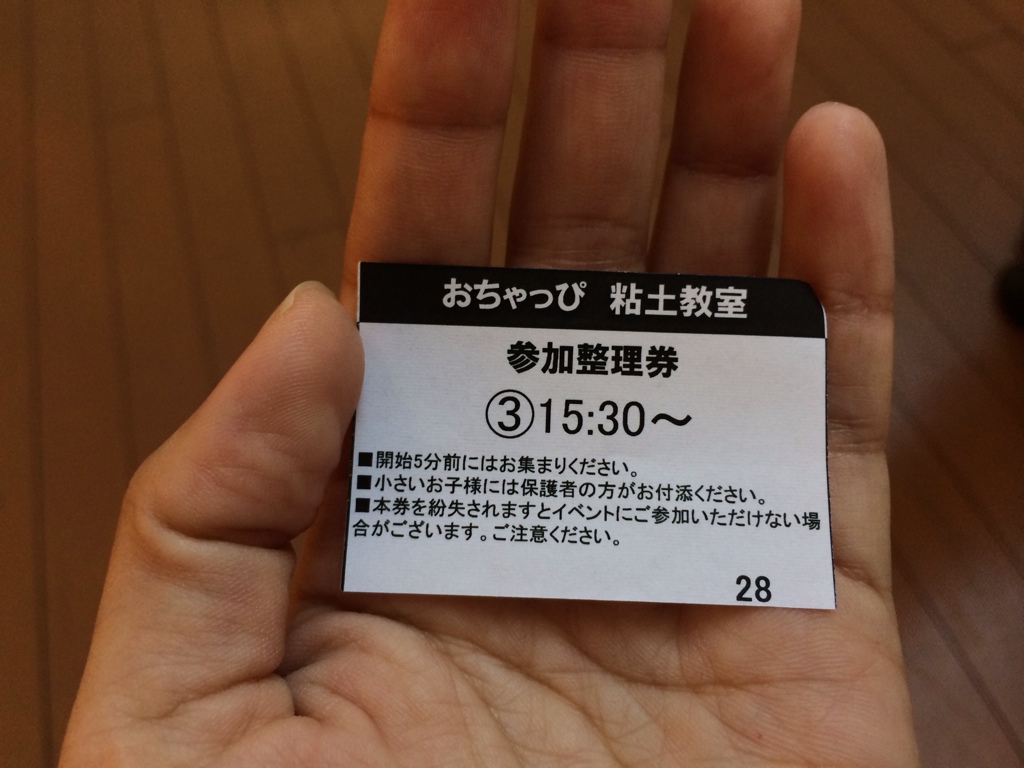 おちゃっぴ 粘土教室
参加整理券
③15:30～
■開始5分前にはお集まりください。
■小さいお子様には保護者の方がお付添ください。
■本券を紛失されますとイベントにご参加いただけない場
合がございます。ご注意ください。
28